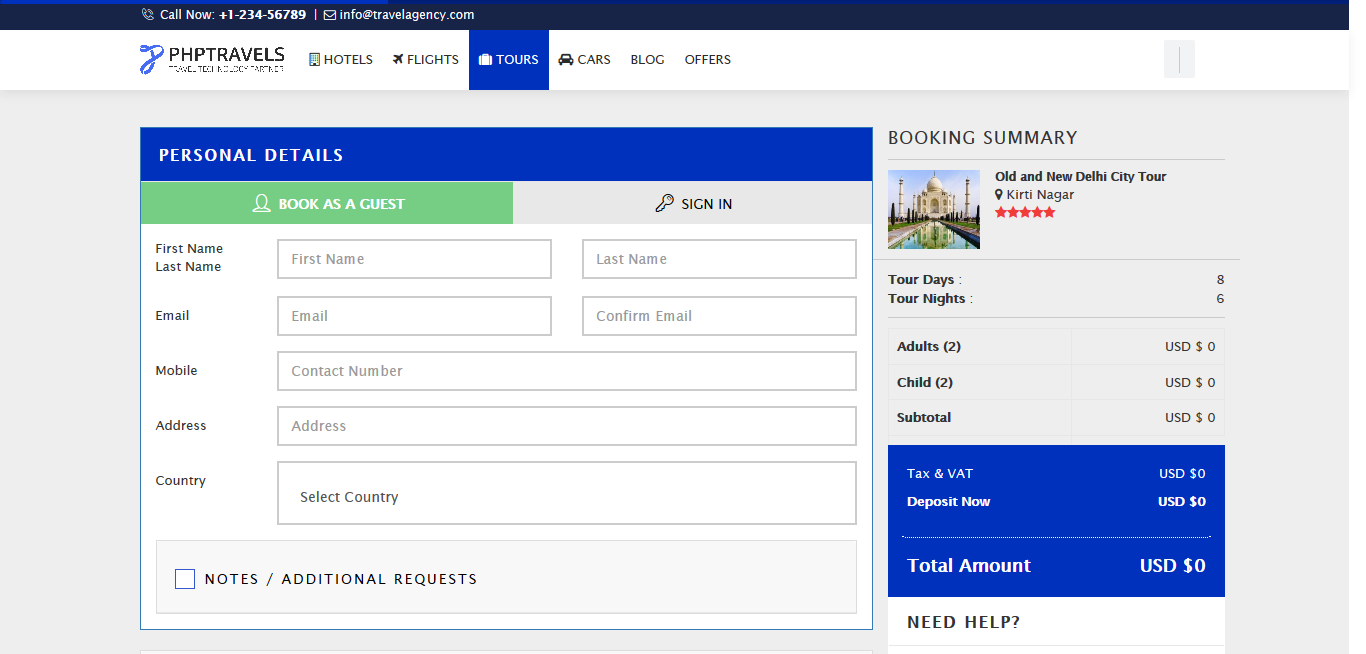 Call Now: +1-234-56789 | info@travelagency.com
PHPTRAVELS
TRAVEL TECHNOLOGY PARTNER
HOTELS FLIGHTS TOURS CARS BLOG OFFERS
PERSONAL DETAILS
BOOK AS A GUEST SIGN IN
First Name
Last Name
First Name Last Name
Email Email Confirm Email
Mobile Contact Number
Address Address
Country Select Country
NOTES / ADDITIONAL REQUESTS
BOOKING SUMMARY
Old and New Delhi City Tour
Kirti Nagar
Tour Days : 8
Tour Nights : 6
Adults (2) USD $ 0
Child (2) USD $ 0
Subtotal USD $ 0
Tax & VAT USD $0
Deposit Now USD $0
Total Amount USD $0
NEED HELP?